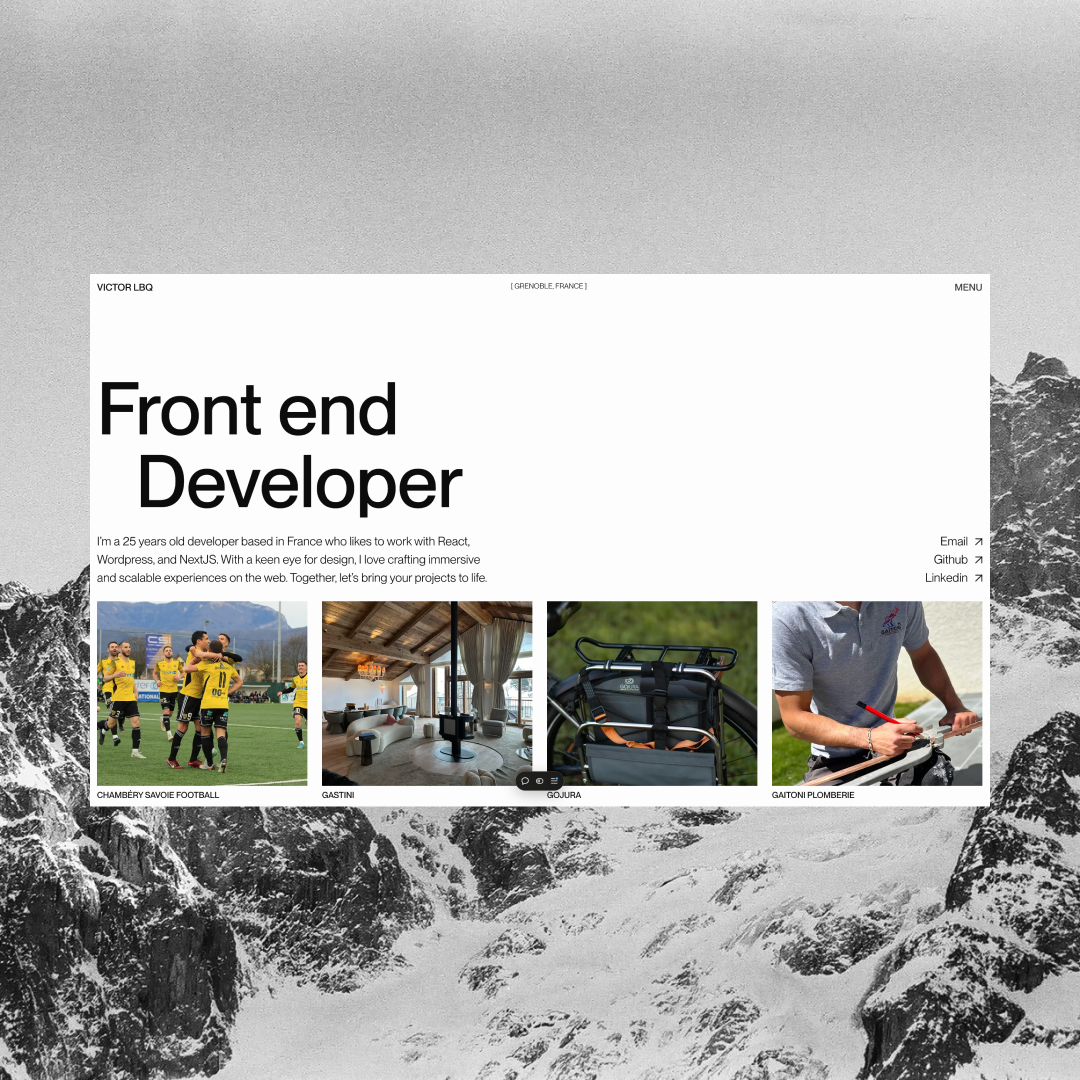 VICTOR LBQ
[ GRENOBLE, FRANCE ]
MENU
Front end
Developer
I'm a 25 years old developer based in France who likes to work with React,
Wordpress, and NextJS. With a keen eye for design, I love crafting immersive
and scalable experiences on the web. Together, let's bring your projects to life.
Email
Github
Linkedin
11
GOJURA
CHAMBÉRY SAVOIE FOOTBALL
GASTINI
GOJURA
GAITONI PLOMBERIE